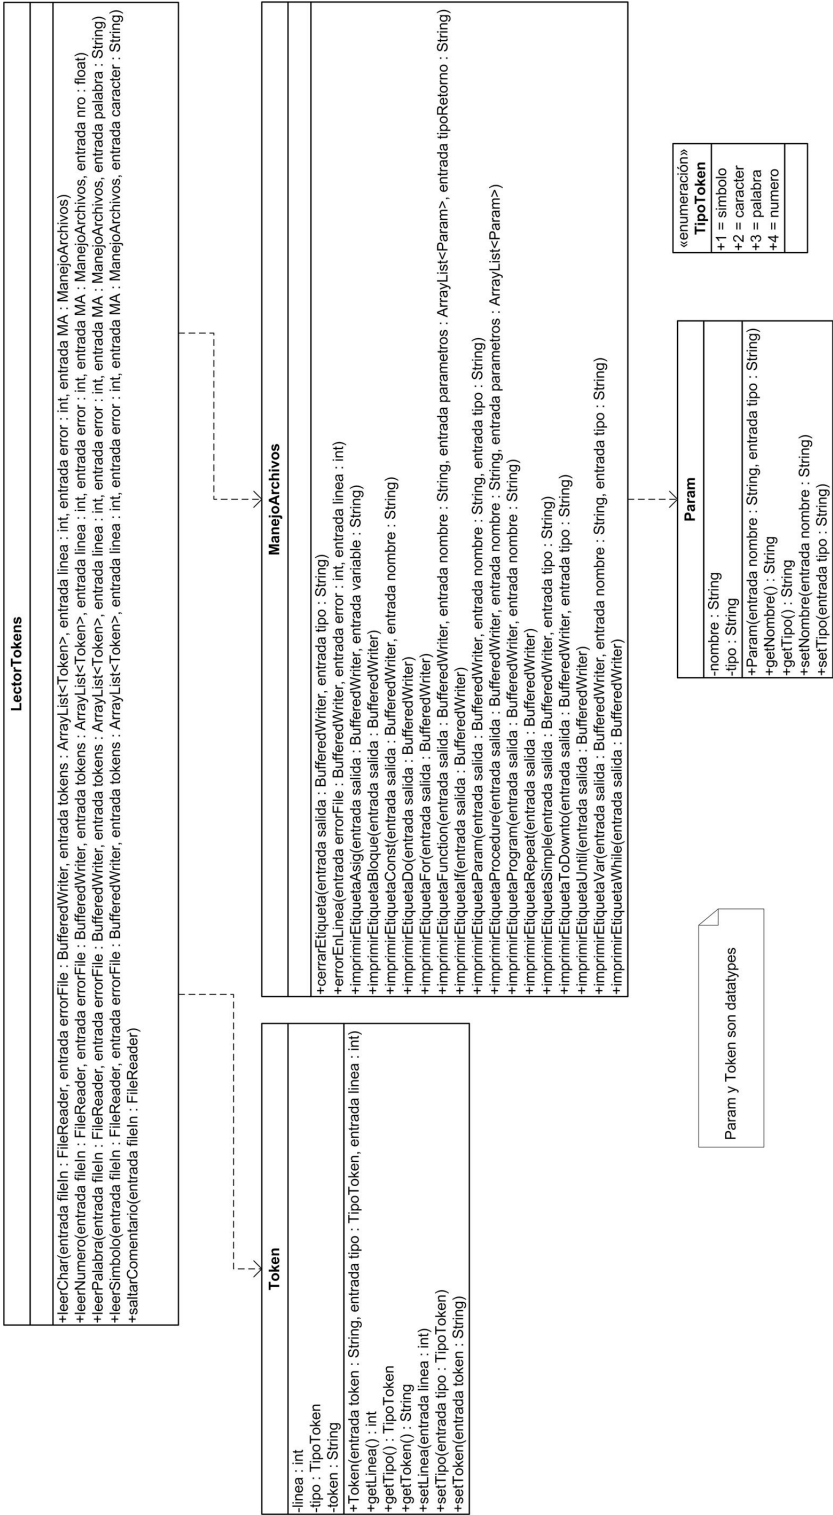 LectorTokens
+leerChar(entrada fileIn : FileReader, entrada errorFile : BufferedWriter, entrada tokens : ArrayList<Token>, entrada linea : int, entrada error : int, entrada MA : ManejoArchivos)
+leerNumero(entrada fileIn : FileReader, entrada errorFile : BufferedWriter, entrada tokens : ArrayList<Token>, entrada linea : int, entrada error : int, entrada MA : ManejoArchivos, entrada nro : float)
+leerPalabra(entrada fileIn : FileReader, entrada errorFile : BufferedWriter, entrada tokens : ArrayList<Token>, entrada linea : int, entrada error : int, entrada MA : ManejoArchivos, entrada palabra : String)
+leerSimbolo(entrada fileIn : FileReader, entrada errorFile : BufferedWriter, entrada tokens : ArrayList<Token>, entrada linea : int, entrada error : int, entrada MA : ManejoArchivos, entrada caracter : String)
+saltarComentario(entrada fileIn : FileReader)
Token
-linea : int
-tipo : TipoToken
-token : String
+Token(entrada token : String, entrada tipo : TipoToken, entrada linea : int)
+getLinea() : int
+getTipo() : TipoToken
+getToken() : String
+setLinea(entrada linea : int)
+setTipo(entrada tipo : TipoToken)
+setToken(entrada token : String)
ManejoArchivos
+cerrarEtiqueta(entrada salida : BufferedWriter, entrada tipo : String)
+errorEnLinea(entrada errorFile : BufferedWriter, entrada error : int, entrada linea : int)
+imprimirEtiquetaAsig(entrada salida : BufferedWriter, entrada variable : String)
+imprimirEtiquetaBloque(entrada salida : BufferedWriter)
+imprimirEtiquetaConst(entrada salida : BufferedWriter, entrada nombre : String)
+imprimirEtiquetaDo(entrada salida : BufferedWriter)
+imprimirEtiquetaFor(entrada salida : BufferedWriter)
+imprimirEtiquetaFunction(entrada salida : BufferedWriter, entrada nombre : String, entrada parametros : ArrayList<Param>, entrada tipoRetorno : String)
+imprimirEtiquetaIf(entrada salida : BufferedWriter)
+imprimirEtiquetaParam(entrada salida : BufferedWriter, entrada nombre : String, entrada tipo : String)
+imprimirEtiquetaProcedure(entrada salida : BufferedWriter, entrada nombre : String, entrada parametros : ArrayList<Param>)
+imprimirEtiquetaProgram(entrada salida : BufferedWriter, entrada nombre : String)
+imprimirEtiquetaRepeat(entrada salida : BufferedWriter)
+imprimirEtiquetaSimple(entrada salida : BufferedWriter, entrada tipo : String)
+imprimirEtiquetaToDownto(entrada salida : BufferedWriter, entrada tipo : String)
+imprimirEtiquetaUntil(entrada salida : BufferedWriter)
+imprimirEtiquetaVar(entrada salida : BufferedWriter, entrada nombre : String, entrada tipo : String)
+imprimirEtiquetaWhile(entrada salida : BufferedWriter)
Param y Token son datatypes
Param
-nombre : String
-tipo : String
+Param(entrada nombre : String, entrada tipo : String)
+getNombre() : String
+getTipo() : String
+setNombre(entrada nombre : String)
+setTipo(entrada tipo : String)
«enumeración»
TipoToken
+1 = simbolo
+2 = caracter
+3 = palabra
+4 = numero